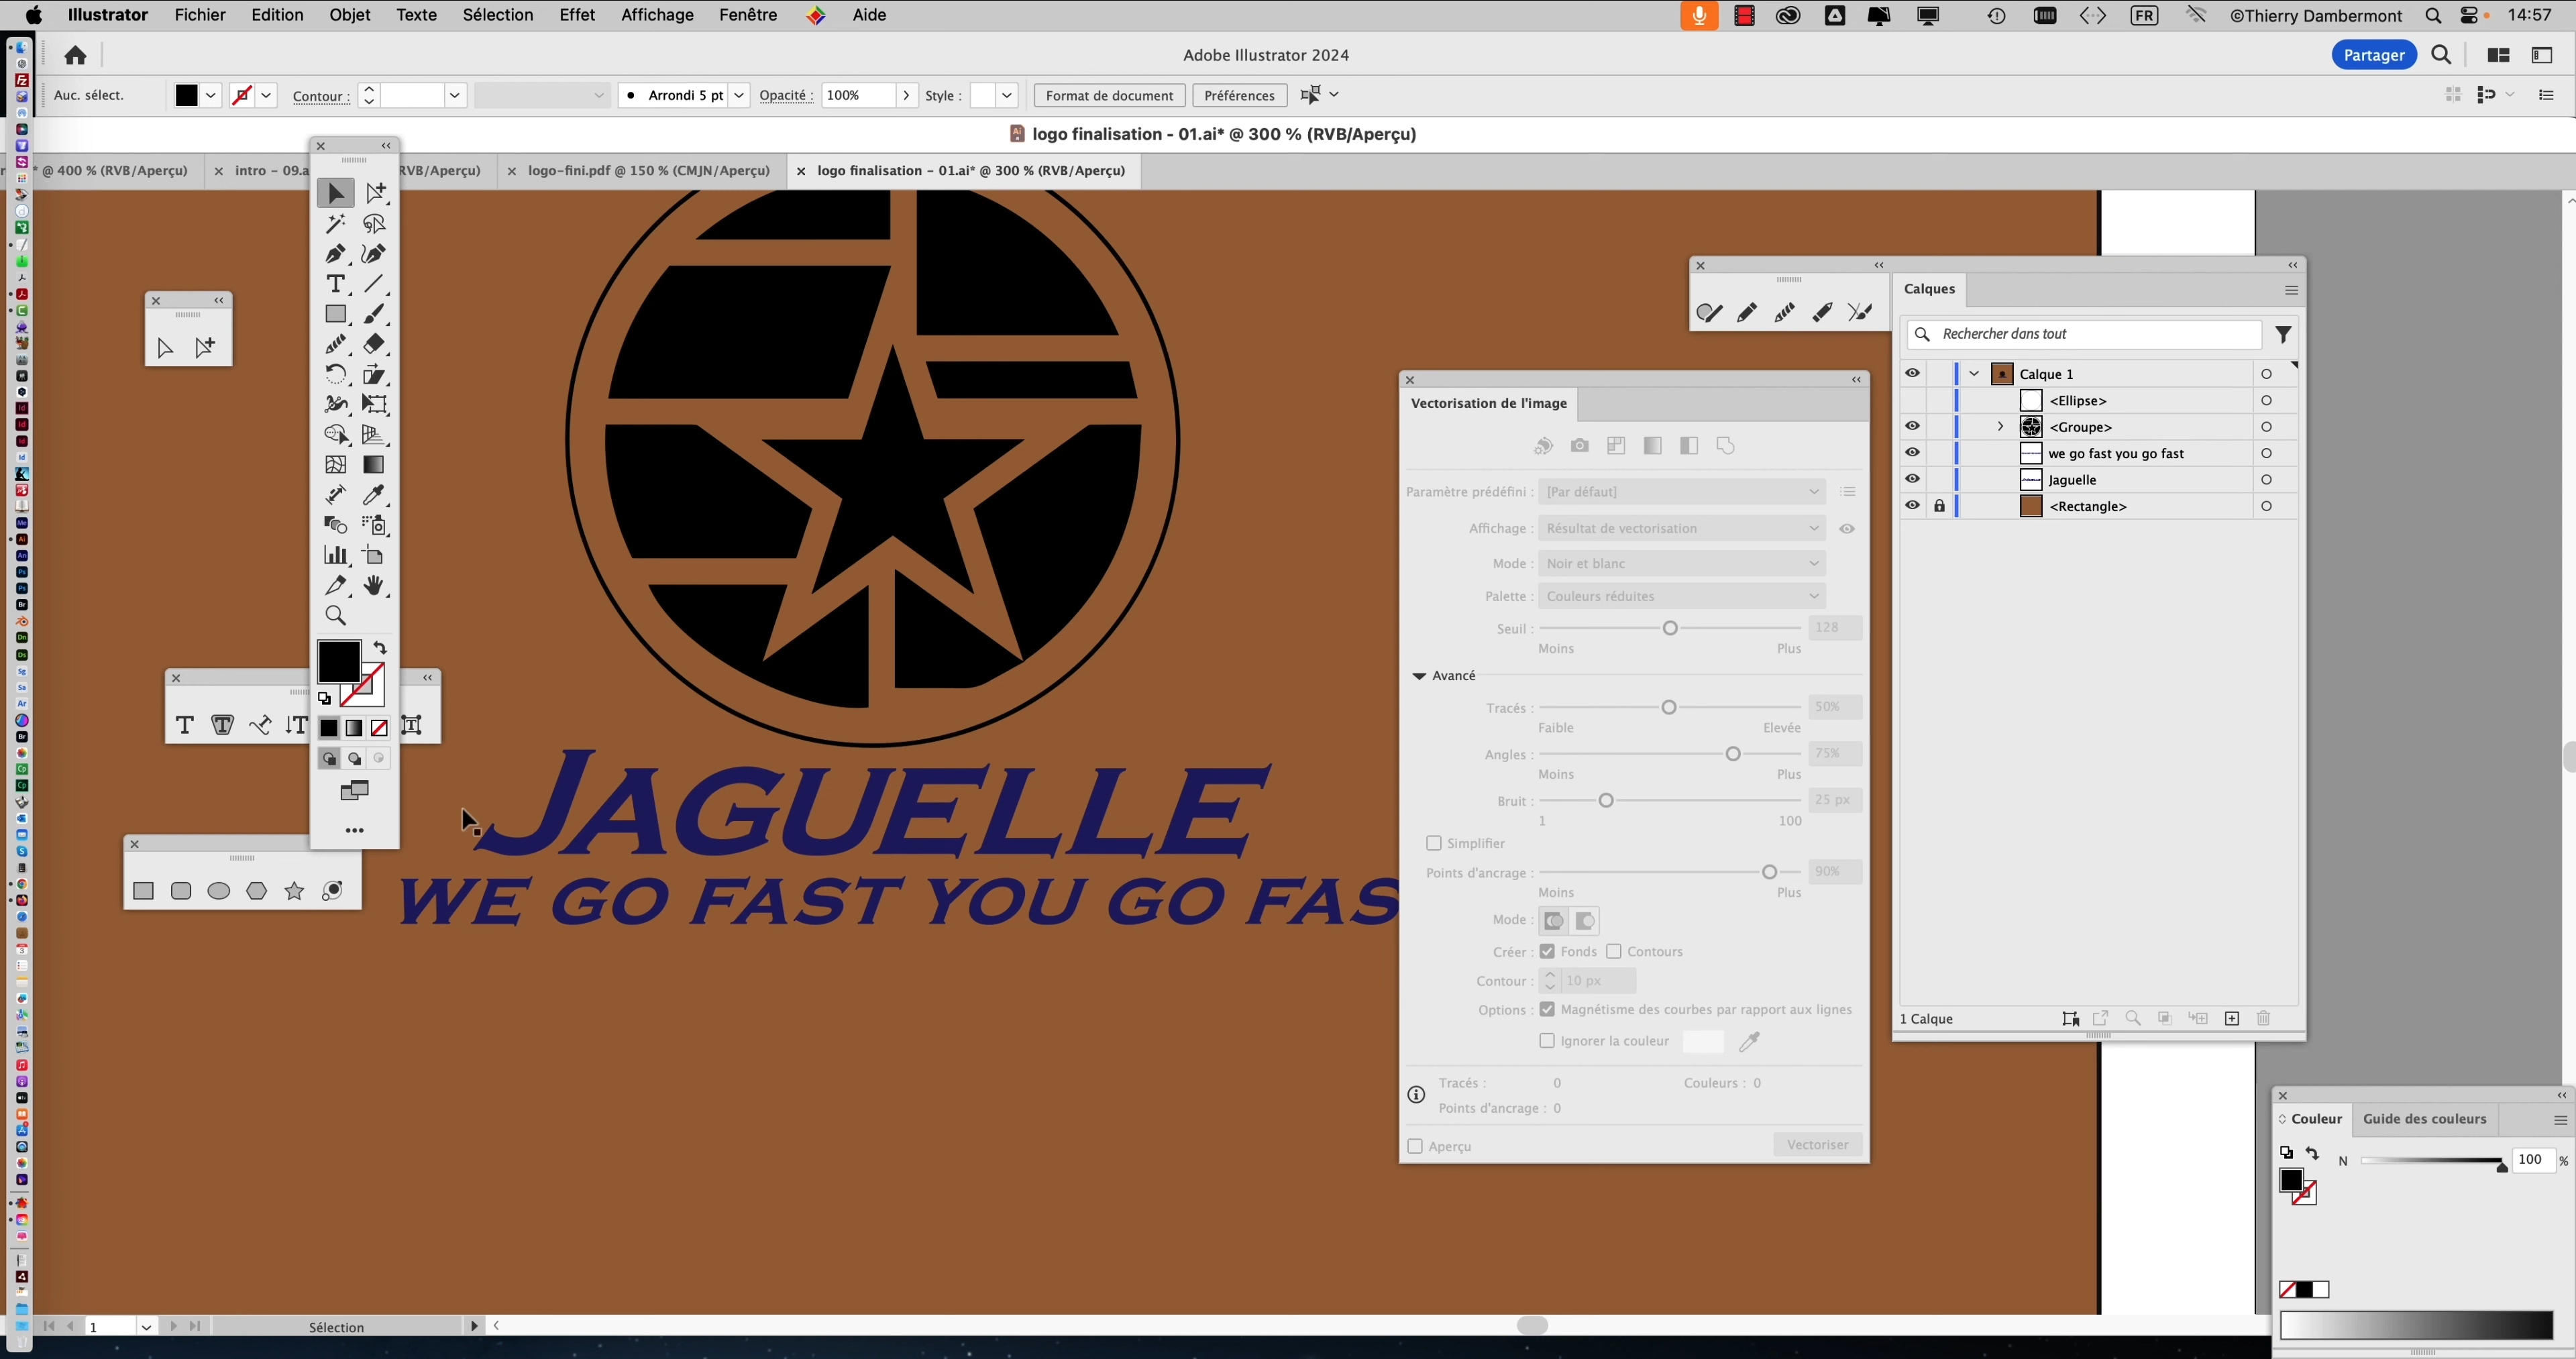 Illustrator Fichier Edition Objet Texte Sélection Effet Affichage Fenêtre Aide FR ©Thierry Dambermont 14:57
Adobe Illustrator 2024 Partager
Auc. sélect. Contour : Arrondi 5 pt Opacité : 100% Style : Format de document Préférences
logo finalisation - 01.ai* @ 300 % (RVB/Aperçu)
* @ 400 % (RVB/Aperçu) intro - 09.a RVB/Aperçu) logo-fini.pdf @ 150 % (CMJN/Aperçu) logo finalisation - 01.ai* @ 300 % (RVB/Aperçu)
Calques
Rechercher dans tout
Calque 1
<Ellipse>
<Groupe>
we go fast you go fast
Jaguelle
<Rectangle>
1 Calque
Vectorisation de l'image
Paramètre prédéfini : [Par défaut]
Affichage : Résultat de vectorisation
Mode : Noir et blanc
Palette : Couleurs réduites
Seuil : 128
Moins Plus
Avancé
Tracés : 50%
Faible Elevée
Angles : 75%
Moins Plus
Bruit : 25 px
1 100
Simplifier
Points d'ancrage : 90%
Moins Plus
Mode :
Créer : Fonds Contours
Contour : 10 px
Options : Magnétisme des courbes par rapport aux lignes
Ignorer la couleur
Tracés : 0 Couleurs : 0
Points d'ancrage : 0
Aperçu Vectoriser
JAGUELLE
WE GO FAST YOU GO FAS
Couleur Guide des couleurs
N 100 %
1 Sélection